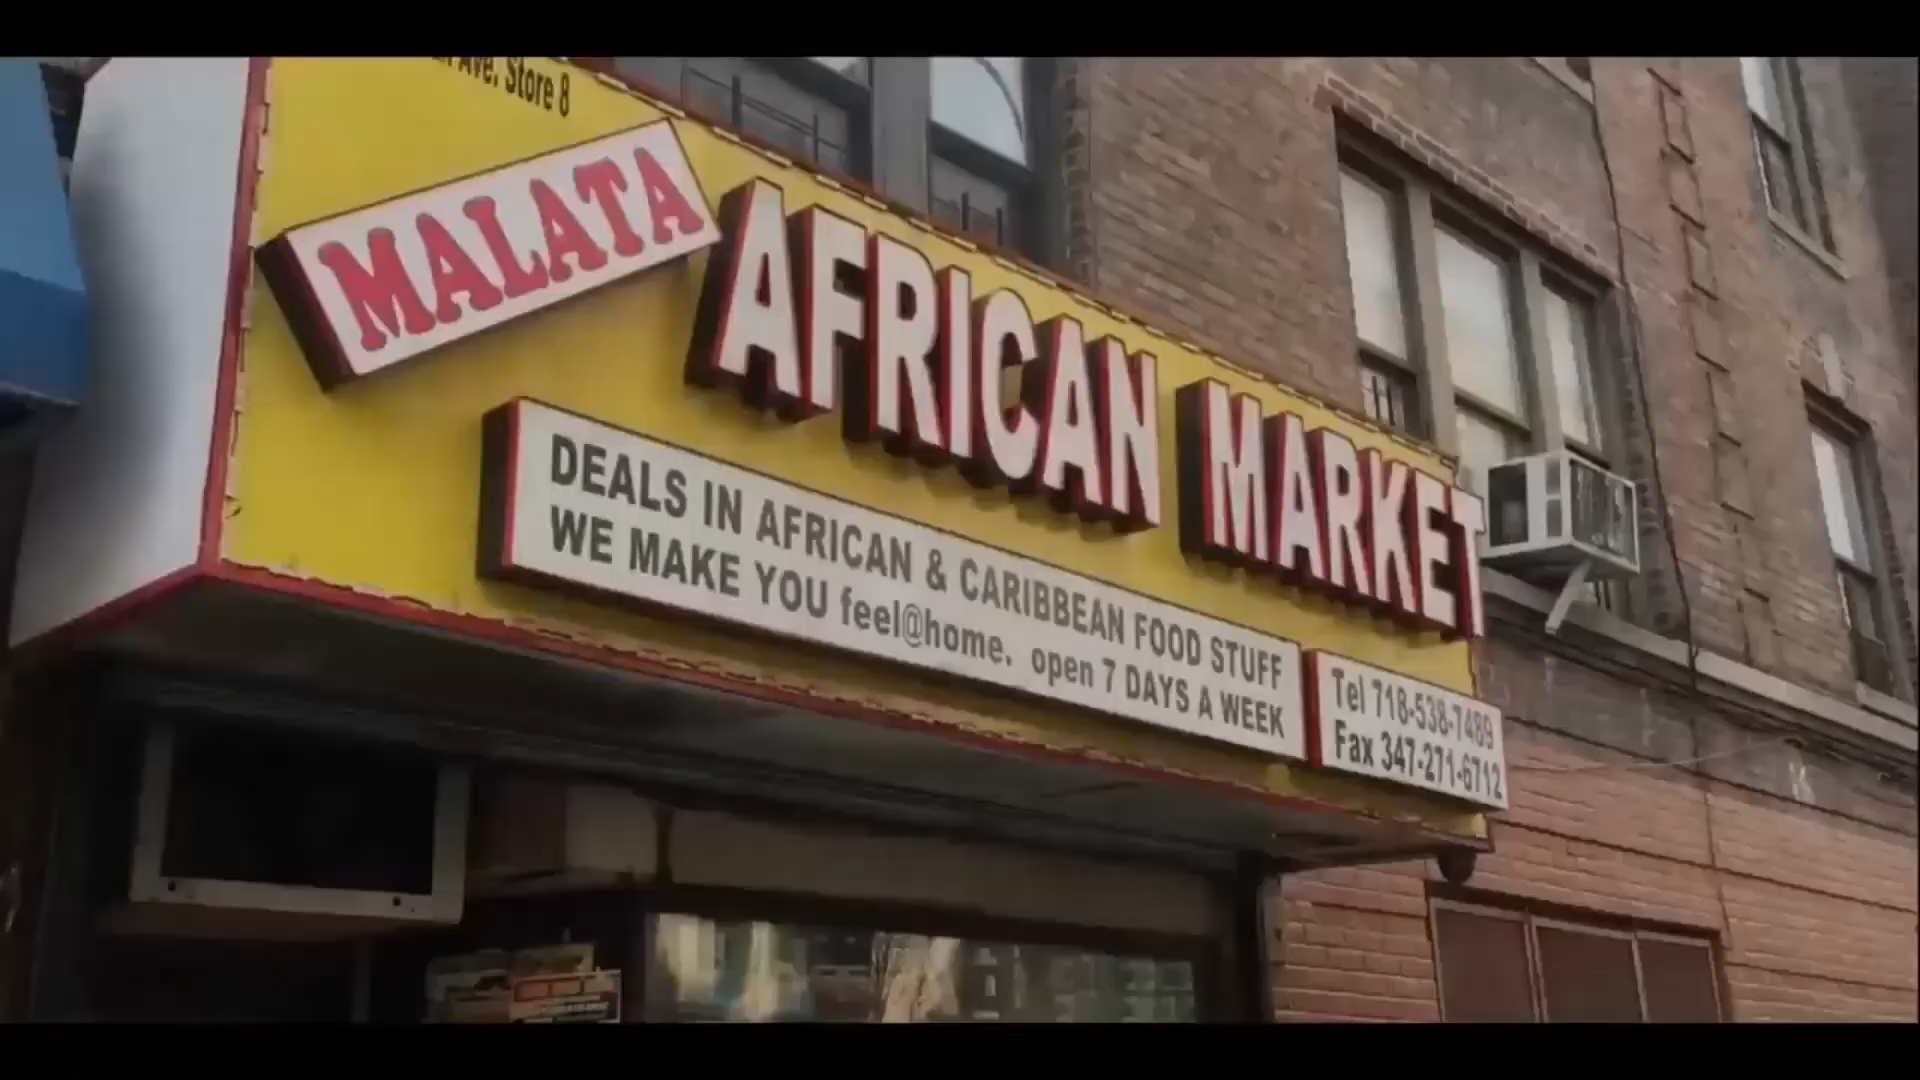 Ave. Store 8
MALATA
AFRICAN MARKET
DEALS IN AFRICAN & CARIBBEAN FOOD STUFF
WE MAKE YOU feel@home. open 7 DAYS A WEEK
Tel 718-538-7489
Fax 347-271-6712